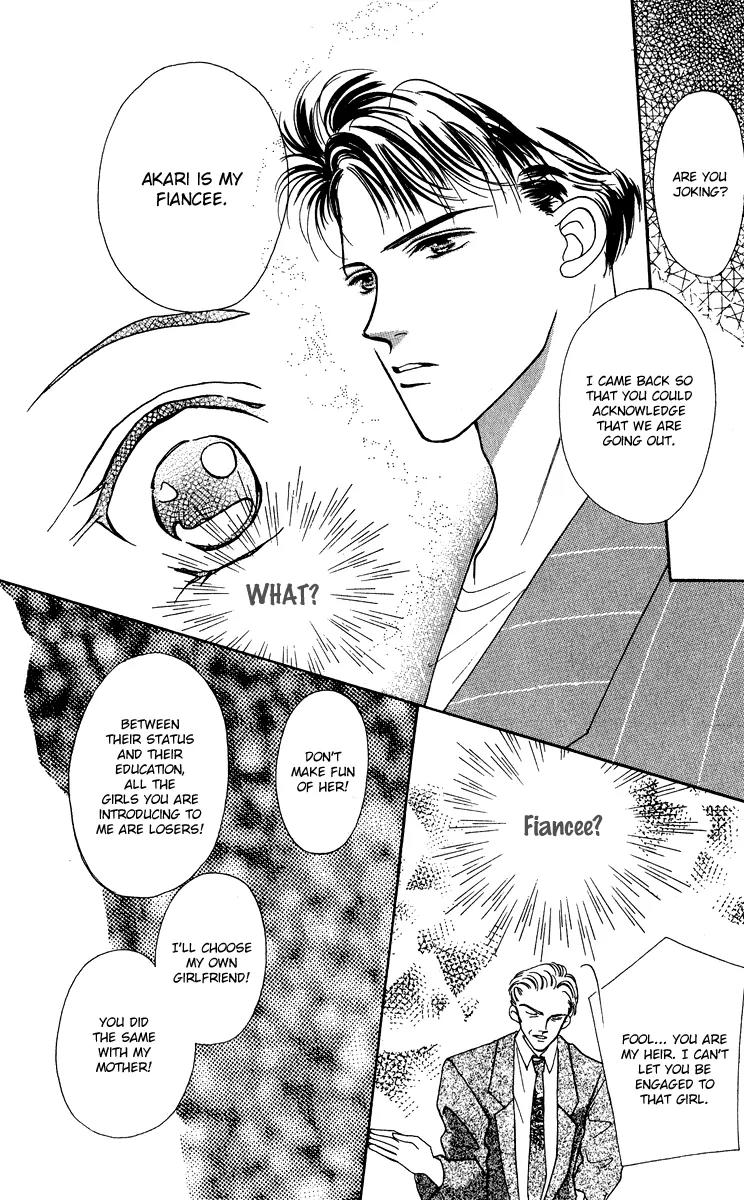 ARE YOU
JOKING?
I CAME BACK SO
THAT YOU COULD
ACKNOWLEDGE
THAT WE ARE
GOING OUT.
AKARI IS MY
FIANCEE.
WHAT?
Fiancee?
FOOL... YOU ARE
MY HEIR. I CAN'T
LET YOU BE
ENGAGED TO
THAT GIRL.
DON'T
MAKE FUN
OF HER!
BETWEEN
THEIR STATUS
AND THEIR
EDUCATION,
ALL THE
GIRLS YOU ARE
INTRODUCING TO
ME ARE LOSERS!
I'LL CHOOSE
MY OWN
GIRLFRIEND!
YOU DID
THE SAME
WITH MY
MOTHER!